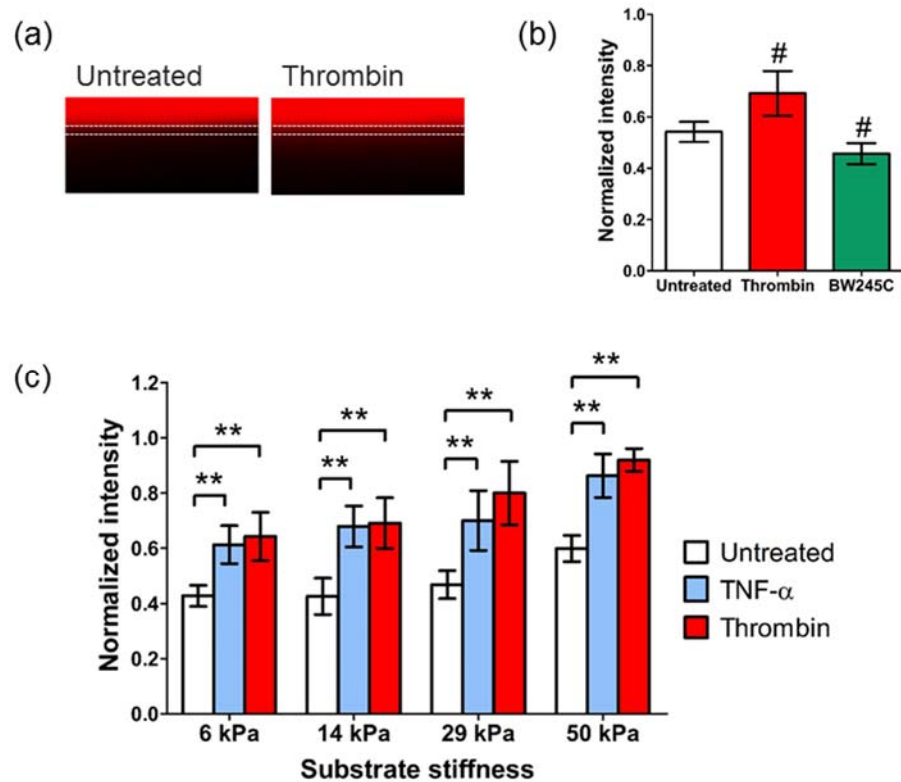 (a)
Untreated Thrombin
(b)
Normalized intensity
1.0
0.8
0.6
0.4
0.2
0.0
# #
Untreated Thrombin BW245C
(c)
Normalized intensity
1.2
1.0
0.8
0.6
0.4
0.2
0.0
** ** ** ** ** ** ** **
6 kPa 14 kPa 29 kPa 50 kPa
Substrate stiffness
Untreated
TNF-α
Thrombin